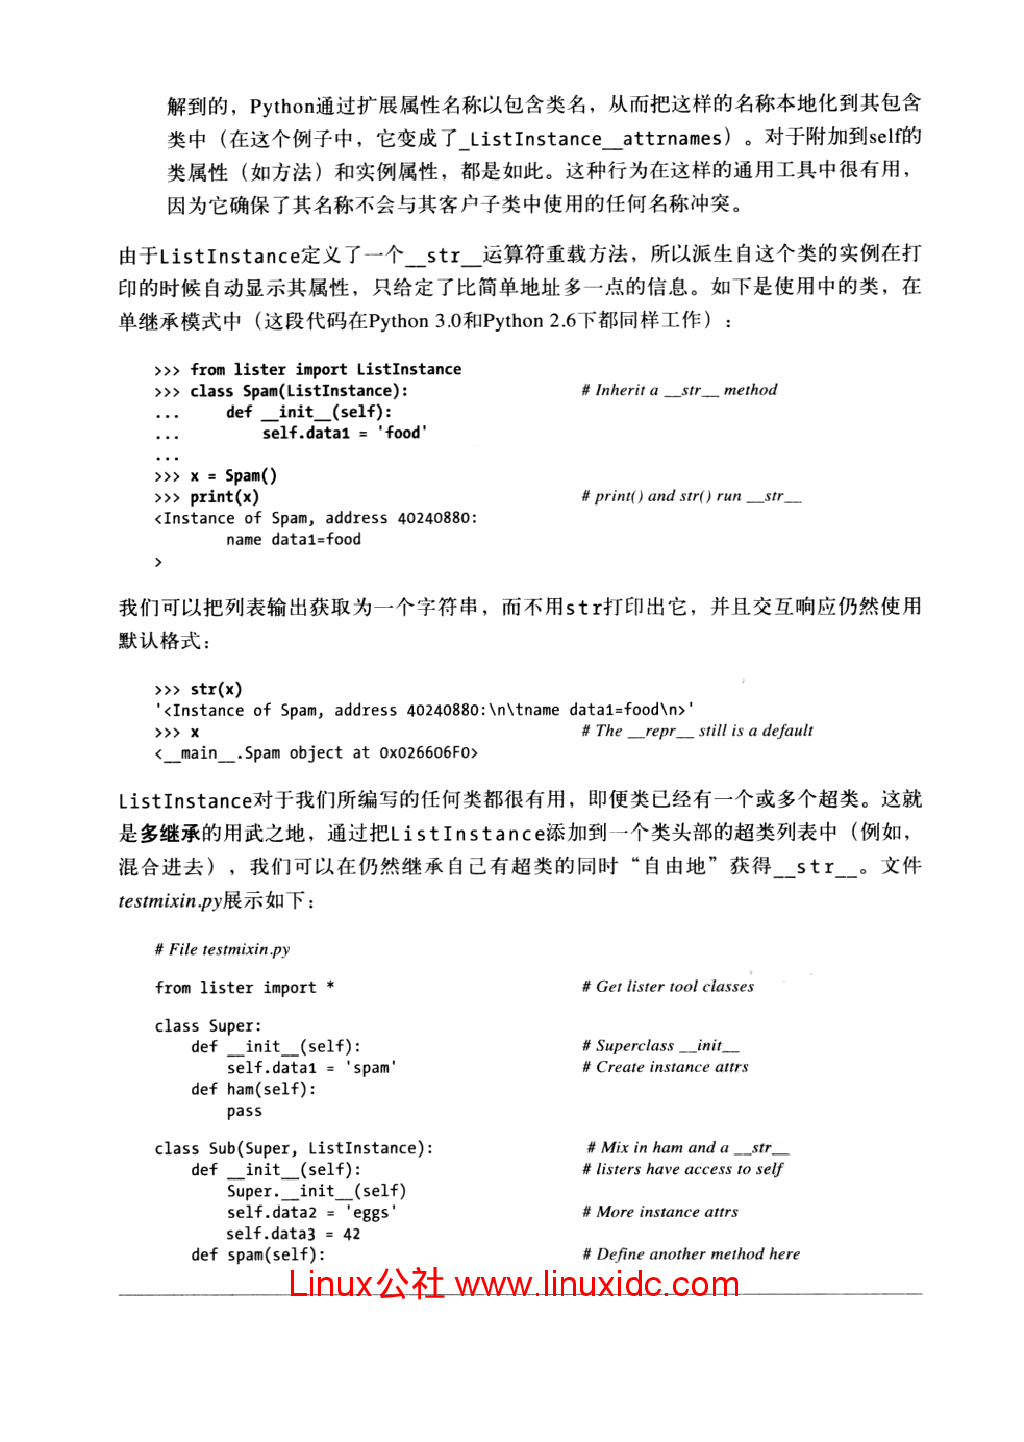 解到的，Python通过扩展属性名称以包含类名，从而把这样的名称本地化到其包含
类中（在这个例子中，它变成了_ListInstance__attrnames）。对于附加到self的
类属性（如方法）和实例属性，都是如此。这种行为在这样的通用工具中很有用，
因为它确保了其名称不会与其客户子类中使用的任何名称冲突。
由于ListInstance定义了一个__str__运算符重载方法，所以派生自这个类的实例在打
印的时候自动显示其属性，只给定了比简单地址多一点的信息。如下是使用中的类，在
单继承模式中（这段代码在Python 3.0和Python 2.6下都同样工作）：
>>> from lister import ListInstance
>>> class Spam(ListInstance): # Inherit a __str__ method
... def __init__(self):
... self.data1 = 'food'
...
>>> x = Spam()
>>> print(x) # print() and str() run __str__
<Instance of Spam, address 40240880:
name data1=food
>
我们可以把列表输出获取为一个字符串，而不用str打印出它，并且交互响应仍然使用
默认格式：
>>> str(x)
'<Instance of Spam, address 40240880:\n\tname data1=food\n>'
>>> x # The __repr__ still is a default
<__main__.Spam object at 0x026606F0>
ListInstance对于我们所编写的任何类都很有用，即便类已经有一个或多个超类。这就
是多继承的用武之地，通过把ListInstance添加到一个类头部的超类列表中（例如，
混合进去），我们可以在仍然继承自己有超类的同时“自由地”获得__str__。文件
testmixin.py展示如下：
# File testmixin.py
from lister import * # Get lister tool classes
class Super:
def __init__(self): # Superclass __init__
self.data1 = 'spam' # Create instance attrs
def ham(self):
pass
class Sub(Super, ListInstance): # Mix in ham and a __str__
def __init__(self): # listers have access to self
Super.__init__(self)
self.data2 = 'eggs' # More instance attrs
self.data3 = 42
def spam(self): # Define another method here
Linux公社 www.linuxidc.com